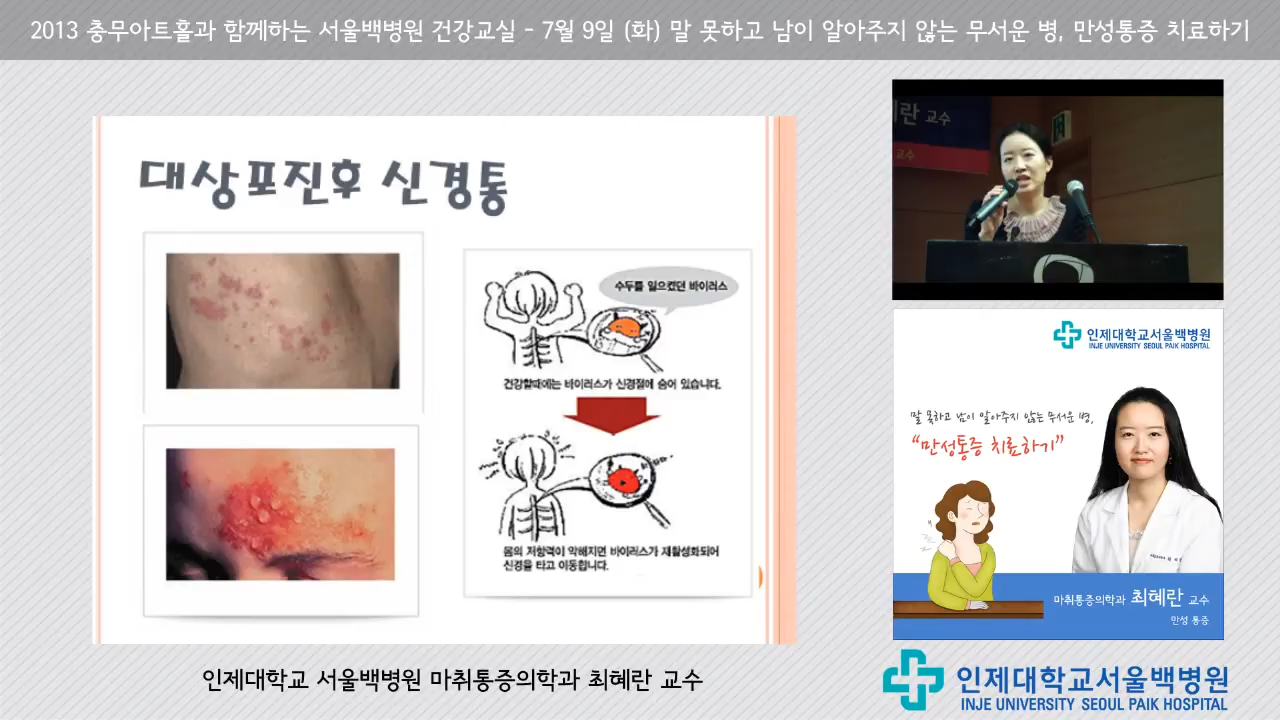 2013 충무아트홀과 함께하는 서울백병원 건강교실 - 7월 9일 (화) 말 못하고 남이 알아주지 않는 무서운 병, 만성통증 치료하기
대상포진후 신경통
수두를 일으켰던 바이러스
건강할때에는 바이러스가 신경절에 숨어 있습니다.
몸의 저항력이 약해지면 바이러스가 재활성화되어
신경을 타고 이동합니다.
란 교수
교수
인제대학교서울백병원
INJE UNIVERSITY SEOUL PAIK HOSPITAL
말 못하고 남이 알아주지 않는 무서운 병,
“만성통증 치료하기”
마취통증의학과 최혜란 교수
만성 통증
인제대학교 서울백병원 마취통증의학과 최혜란 교수
인제대학교서울백병원
INJE UNIVERSITY SEOUL PAIK HOSPITAL